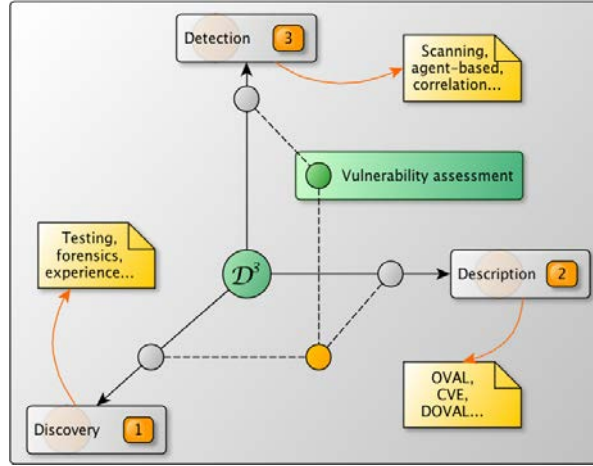 Detection 3
Scanning,
agent-based,
correlation...
Vulnerability assessment
Testing,
forensics,
experience...
D³
Description 2
OVAL,
CVE,
DOVAL...
Discovery 1